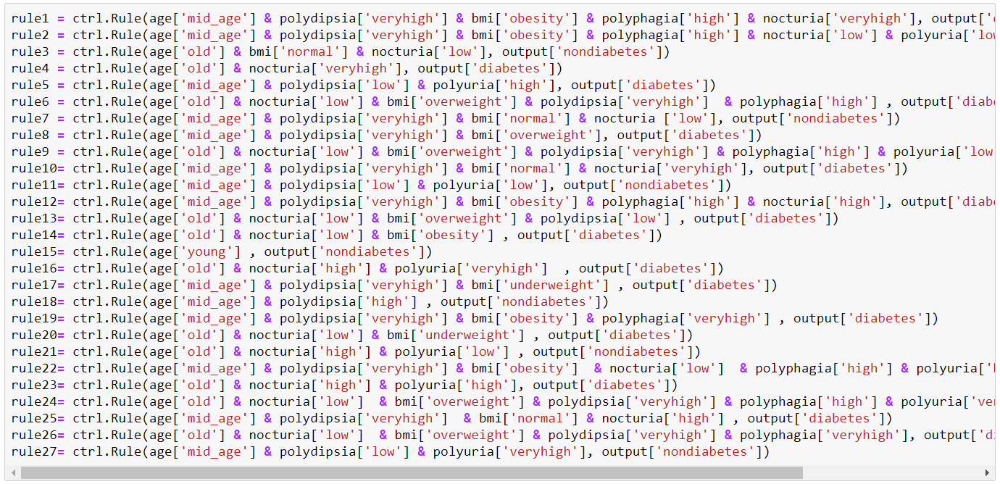 rule1 = ctrl.Rule(age['mid_age'] & polydipsia['veryhigh'] & bmi['obesity'] & polyphagia['high'] & nocturia['veryhigh'], output['
rule2 = ctrl.Rule(age['mid_age'] & polydipsia['veryhigh'] & bmi['obesity'] & polyphagia['high'] & nocturia['low'] & polyuria['lo
rule3 = ctrl.Rule(age['old'] & bmi['normal'] & nocturia['low'], output['nondiabetes'])
rule4 = ctrl.Rule(age['old'] & nocturia['veryhigh'], output['diabetes'])
rule5 = ctrl.Rule(age['mid_age'] & polydipsia['low'] & polyuria['high'], output['diabetes'])
rule6 = ctrl.Rule(age['old'] & nocturia['low'] & bmi['overweight'] & polydipsia['veryhigh']  & polyphagia['high'] , output['diab
rule7 = ctrl.Rule(age['mid_age'] & polydipsia['veryhigh'] & bmi['normal'] & nocturia ['low'], output['nondiabetes'])
rule8 = ctrl.Rule(age['mid_age'] & polydipsia['veryhigh'] & bmi['overweight'], output['diabetes'])
rule9 = ctrl.Rule(age['old'] & nocturia['low'] & bmi['overweight'] & polydipsia['veryhigh'] & polyphagia['high'] & polyuria['low
rule10= ctrl.Rule(age['mid_age'] & polydipsia['veryhigh'] & bmi['normal'] & nocturia['veryhigh'], output['diabetes'])
rule11= ctrl.Rule(age['mid_age'] & polydipsia['low'] & polyuria['low'], output['nondiabetes'])
rule12= ctrl.Rule(age['mid_age'] & polydipsia['veryhigh'] & bmi['obesity'] & polyphagia['high'] & nocturia['high'], output['diab
rule13= ctrl.Rule(age['old'] & nocturia['low'] & bmi['overweight'] & polydipsia['low'] , output['diabetes'])
rule14= ctrl.Rule(age['old'] & nocturia['low'] & bmi['obesity'] , output['diabetes'])
rule15= ctrl.Rule(age['young'] , output['nondiabetes'])
rule16= ctrl.Rule(age['old'] & nocturia['high'] & polyuria['veryhigh']  , output['diabetes'])
rule17= ctrl.Rule(age['mid_age'] & polydipsia['veryhigh'] & bmi['underweight'] , output['diabetes'])
rule18= ctrl.Rule(age['mid_age'] & polydipsia['high'] , output['nondiabetes'])
rule19= ctrl.Rule(age['mid_age'] & polydipsia['veryhigh'] & bmi['obesity'] & polyphagia['veryhigh'] , output['diabetes'])
rule20= ctrl.Rule(age['old'] & nocturia['low'] & bmi['underweight'] , output['diabetes'])
rule21= ctrl.Rule(age['old'] & nocturia['high'] & polyuria['low'] , output['nondiabetes'])
rule22= ctrl.Rule(age['mid_age'] & polydipsia['veryhigh'] & bmi['obesity']  & nocturia['low']  & polyphagia['high'] & polyuria['
rule23= ctrl.Rule(age['old'] & nocturia['high'] & polyuria['high'], output['diabetes'])
rule24= ctrl.Rule(age['old'] & nocturia['low']  & bmi['overweight'] & polydipsia['veryhigh'] & polyphagia['high'] & polyuria['ve
rule25= ctrl.Rule(age['mid_age'] & polydipsia['veryhigh']  & bmi['normal'] & nocturia['high'] , output['diabetes'])
rule26= ctrl.Rule(age['old'] & nocturia['low']  & bmi['overweight'] & polydipsia['veryhigh'] & polyphagia['veryhigh'], output['d
rule27= ctrl.Rule(age['mid_age'] & polydipsia['low'] & polyuria['veryhigh'], output['nondiabetes'])